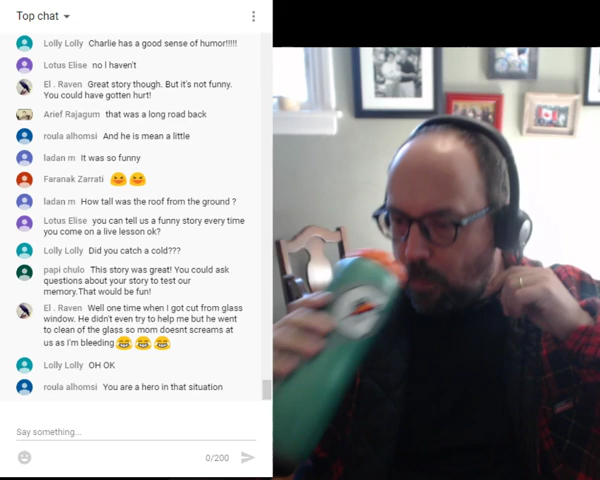 Top chat
Lolly Lolly Charlie has a good sense of humor!!!!!
Lotus Elise no I haven't
El . Raven Great story though. But it's not funny.
You could have gotten hurt!
Arief Rajagum that was a long road back
roula alhomsi And he is mean a little
ladan m It was so funny
Faranak Zarrati
ladan m How tall was the roof from the ground ?
Lotus Elise you can tell us a funny story every time
you come on a live lesson ok?
Lolly Lolly Did you catch a cold???
papi chulo This story was great! You could ask
questions about your story to test our
memory.That would be fun!
El . Raven Well one time when I got cut from glass
window. He didn't even try to help me but he went
to clean of the glass so mom doesnt screams at
us as I'm bleeding
Lolly Lolly OH OK
roula alhomsi You are a hero in that situation
Say something...
0/200